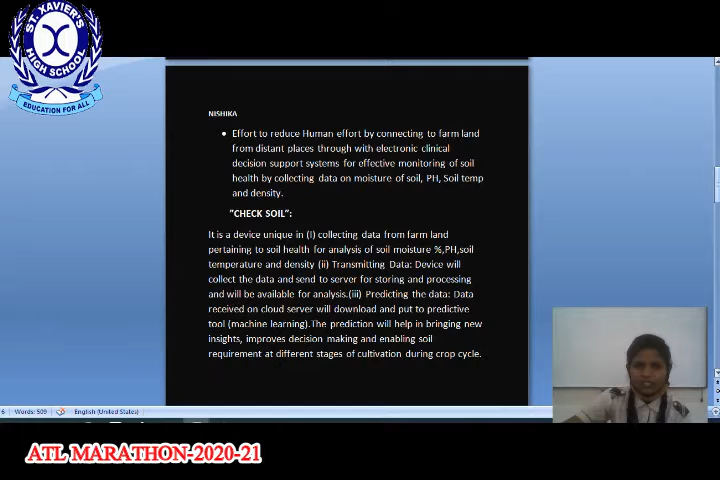 ST. XAVIER'S
HIGH SCHOOL
EDUCATION FOR ALL
NISHIKA
• Effort to reduce Human effort by connecting to farm land
from distant places through with electronic clinical
decision support systems for effective monitoring of soil
health by collecting data on moisture of soil, PH, Soil temp
and density.
"CHECK SOIL":
It is a device unique in (I) collecting data from farm land
pertaining to soil health for analysis of soil moisture %,PH,soil
temperature and density (ii) Transmitting Data: Device will
collect the data and send to server for storing and processing
and will be available for analysis.(iii) Predicting the data: Data
received on cloud server will download and put to predictive
tool (machine learning).The prediction will help in bringing new
insights, improves decision making and enabling soil
requirement at different stages of cultivation during crop cycle.
6 Words: 509 English (United States)
ATL MARATHON-2020-21